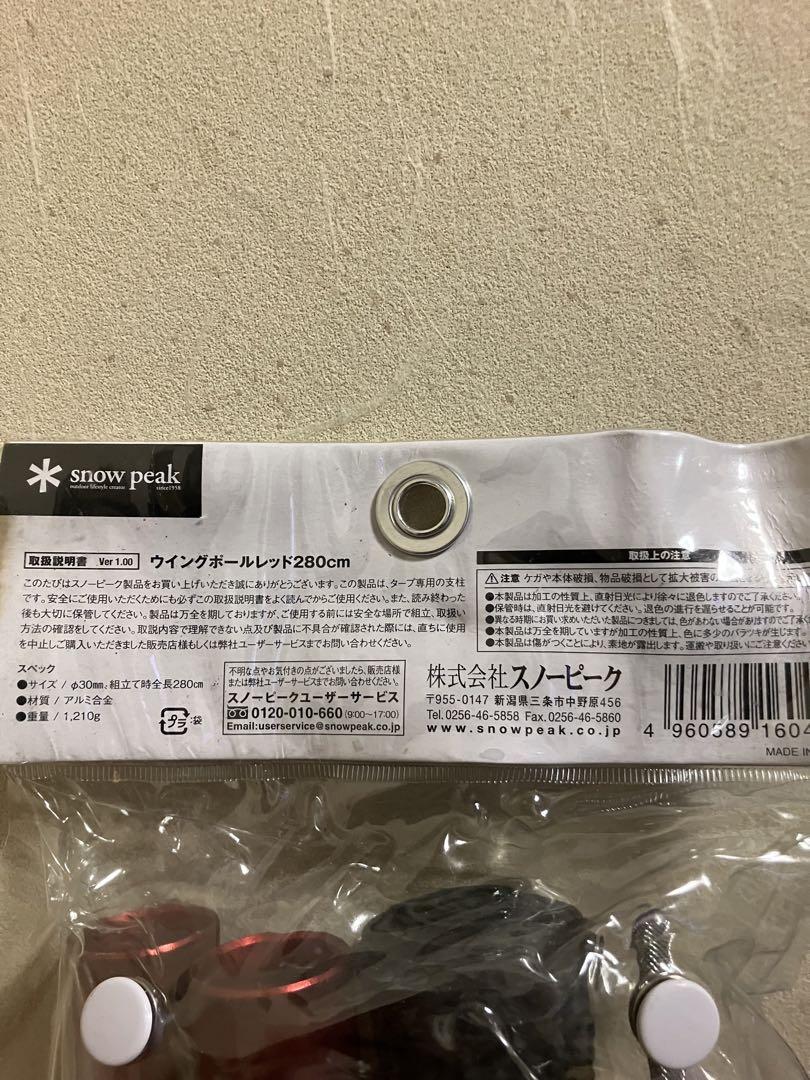 snow peak
outdoor lifestyle creator since1958
取扱説明書 Ver 1.00 ウイングポールレッド280cm
このたびはスノーピーク製品をお買い上げいただき誠にありがとうございます。この製品は、タープ専用の支柱
です。安全にご使用いただくためにも必ずこの取扱説明書をよく読んでからご使用ください。また、読み終わった
後も大切に保管してください。製品は万全を期しておりますが、ご使用する前には安全な場所で組立、取扱い
方法の確認をしてください。取説内容で理解できない点及び製品に不具合が確認された際には、直ちに使用
を中止しご購入いただきました販売店様もしくは弊社ユーザーサービスまでお問い合わせください。
スペック
●サイズ / φ30mm、組立て時全長280cm
●材質 / アルミ合金
●重量 / 1,210g
プラ :袋
不明な点やお気付きの点がございましたら、販売店様
または弊社ユーザーサービスまでお問い合わせください。
スノーピークユーザーサービス
0120-010-660 (9:00~17:00)
Email:userservice@snowpeak.co.jp
株式会社スノーピーク
〒955-0147 新潟県三条市中野原456
Tel.0256-46-5858 Fax.0256-46-5860
www.snowpeak.co.jp
取扱上の注意
注意 ケガや本体破損、物品破損として拡大被害の
●本製品は加工の性質上、直射日光により徐々に退色しますのでご了承ください。
●保管時は、直射日光を避けてください。退色の進行を遅らせることが可能です。
●異なる時期にお買い求めいただいた製品につきましては、色があわない場合がありますのでご了承
●本製品は万全を期していますが加工の性質上、色に多少のバラツキが生じます。
●本製品は傷がつくことにより、素地が露出します。運搬や取り扱いにご注意ください
4 960589 1604
MADE IN